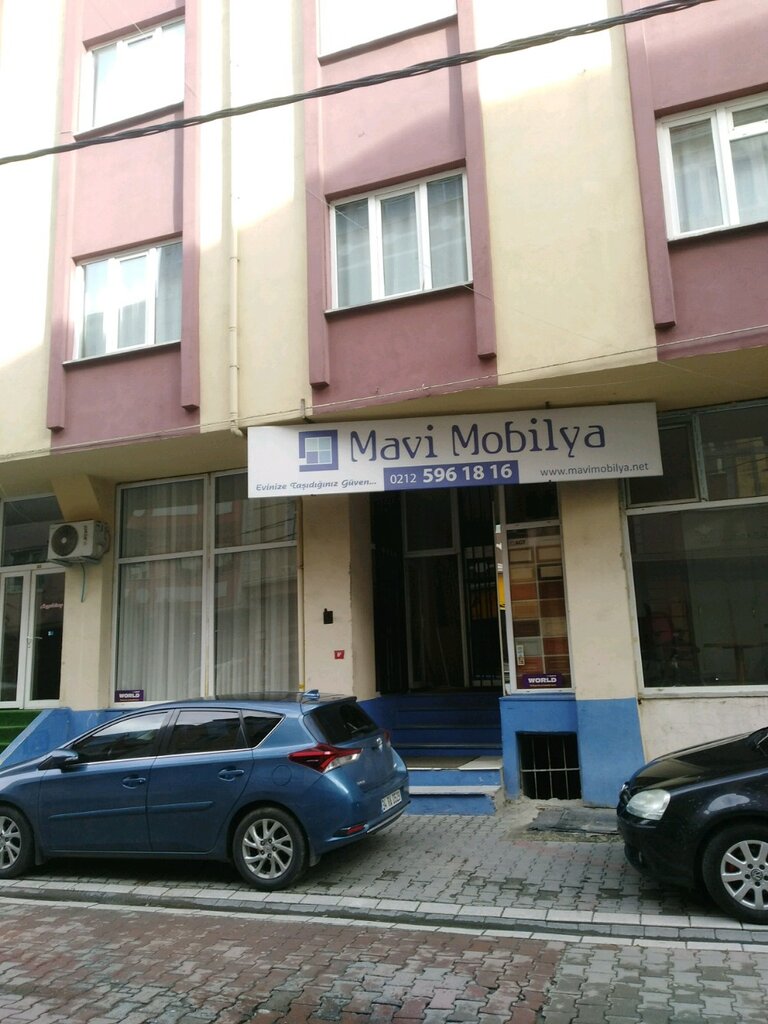 Mavi Mobilya
Evinize Taşıdığınız Güven...
0212 596 18 16
www.mavimobilya.net
WORLD
WORLD